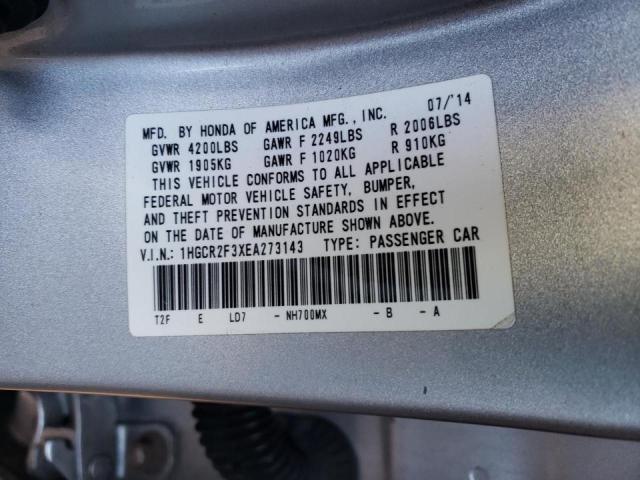 MFD. BY HONDA OF AMERICA MFG., INC. 07/'14
GVWR 4200LBS GAWR F 2249LBS R 2006LBS
GVWR 1905KG GAWR F 1020KG R 910KG
THIS VEHICLE CONFORMS TO ALL APPLICABLE
FEDERAL MOTOR VEHICLE SAFETY, BUMPER,
AND THEFT PREVENTION STANDARDS IN EFFECT
ON THE DATE OF MANUFACTURE SHOWN ABOVE.
V.I.N.: 1HGCR2F3XEA273143 TYPE: PASSENGER CAR
T2F E LD7 - NH700MX - B - A